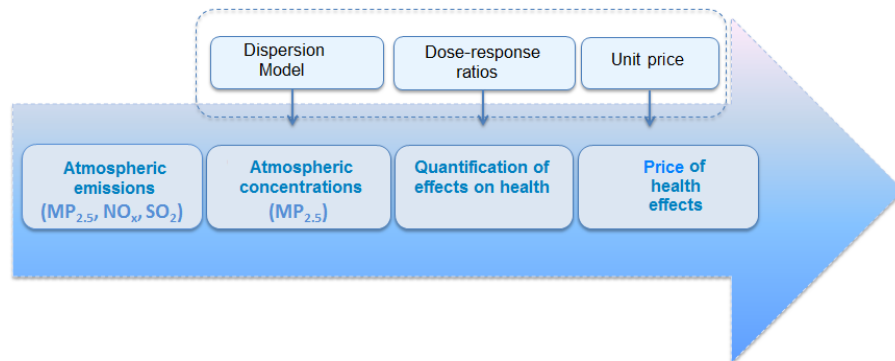 Dispersion
Model
Dose-response
ratios
Unit price
Atmospheric
emissions
(MP2.5, NOx, SO2)
Atmospheric
concentrations
(MP2.5)
Quantification of
effects on health
Price of
health
effects